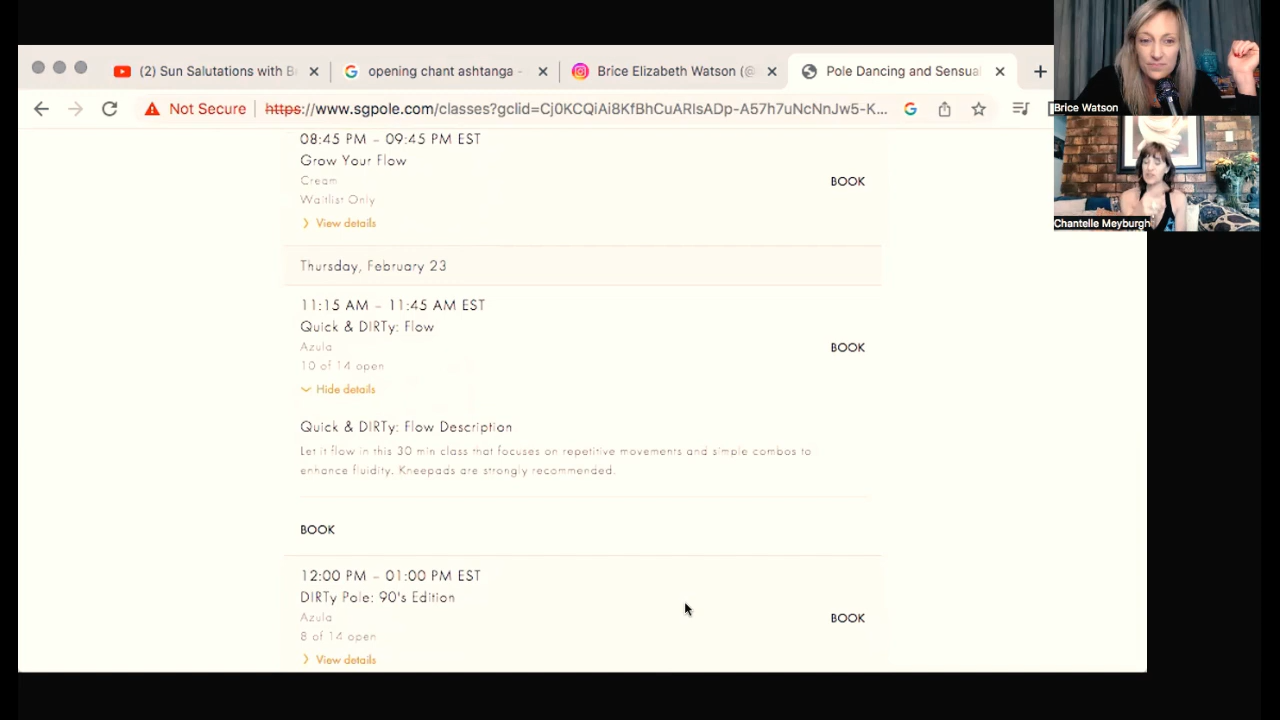 (2) Sun Salutations with B
opening chant ashtanga -
Brice Elizabeth Watson (@
Pole Dancing and Sensua
Not Secure
https://www.sgpole.com/classes?gclid=Cj0KCQiAi8KfBhCuARIsADp-A57h7uNcNnJw5-K...
Brice Watson
Chantelle Meyburgh
08:45 PM – 09:45 PM EST
Grow Your Flow
Cream
BOOK
Waitlist Only
View details
Thursday, February 23
11:15 AM – 11:45 AM EST
Quick & DIRTy: Flow
Azula
BOOK
10 of 14 open
Hide details
Quick & DIRTy: Flow Description
Let it flow in this 30 min class that focuses on repetitive movements and simple combos to
enhance fluidity. Kneepads are strongly recommended.
BOOK
12:00 PM – 01:00 PM EST
DIRTy Pole: 90's Edition
Azula
BOOK
8 of 14 open
View details